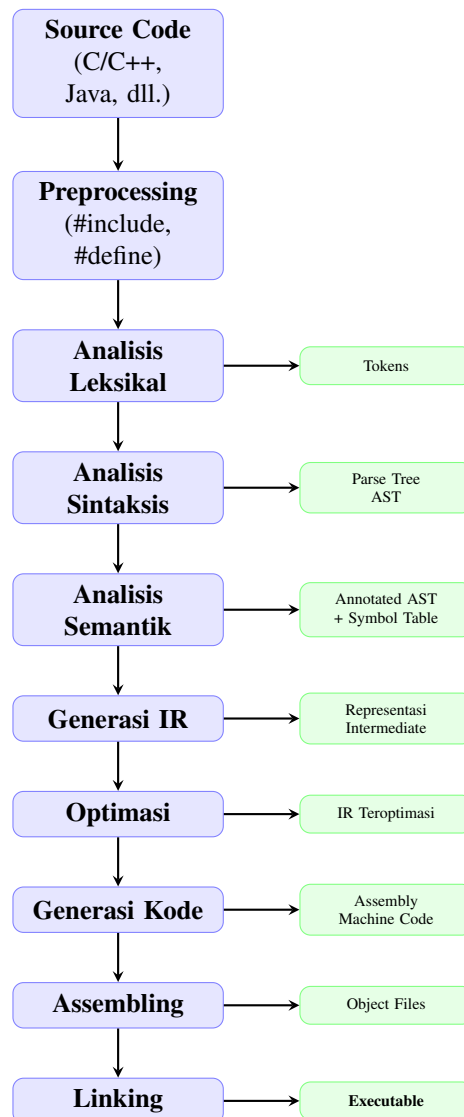 Source Code
(C/C++,
Java, dll.)
Preprocessing
(#include,
#define)
Analisis
Leksikal
Tokens
Analisis
Sintaksis
Parse Tree
AST
Analisis
Semantik
Annotated AST
+ Symbol Table
Generasi IR
Representasi
Intermediate
Optimasi
IR Teroptimasi
Generasi Kode
Assembly
Machine Code
Assembling
Object Files
Linking
Executable